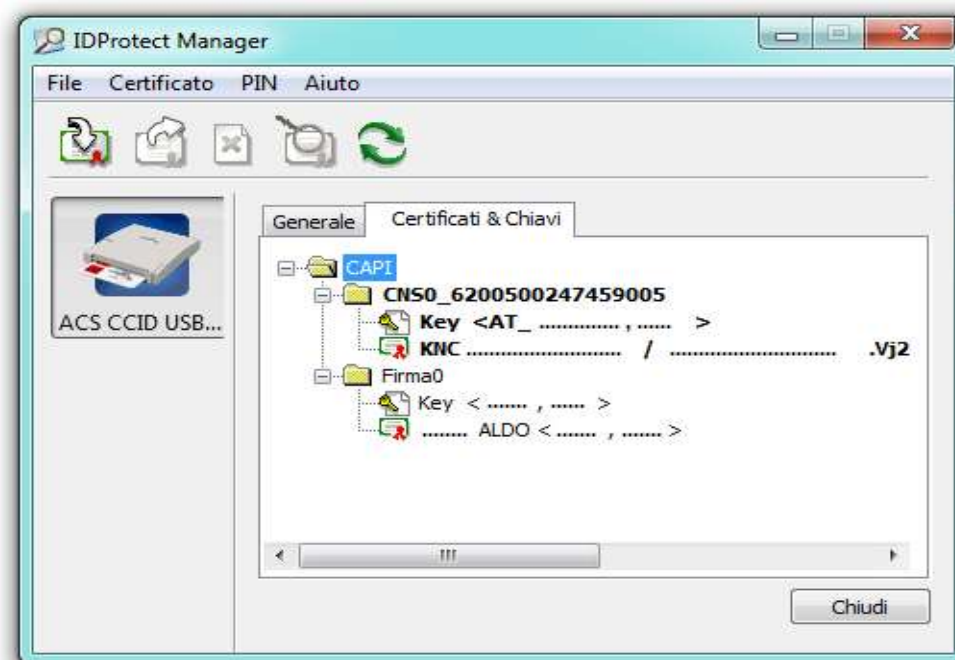 IDProtect Manager
File Certificato PIN Aiuto
ACS CCID USB...
Generale Certificati & Chiavi
CAPI
CNS0_6200500247459005
Key <AT_ .............. , ...... >
KNC ............................ / .............................. .Vj2
Firma0
Key < ....... , ...... >
........ ALDO < ....... , ....... >
Chiudi